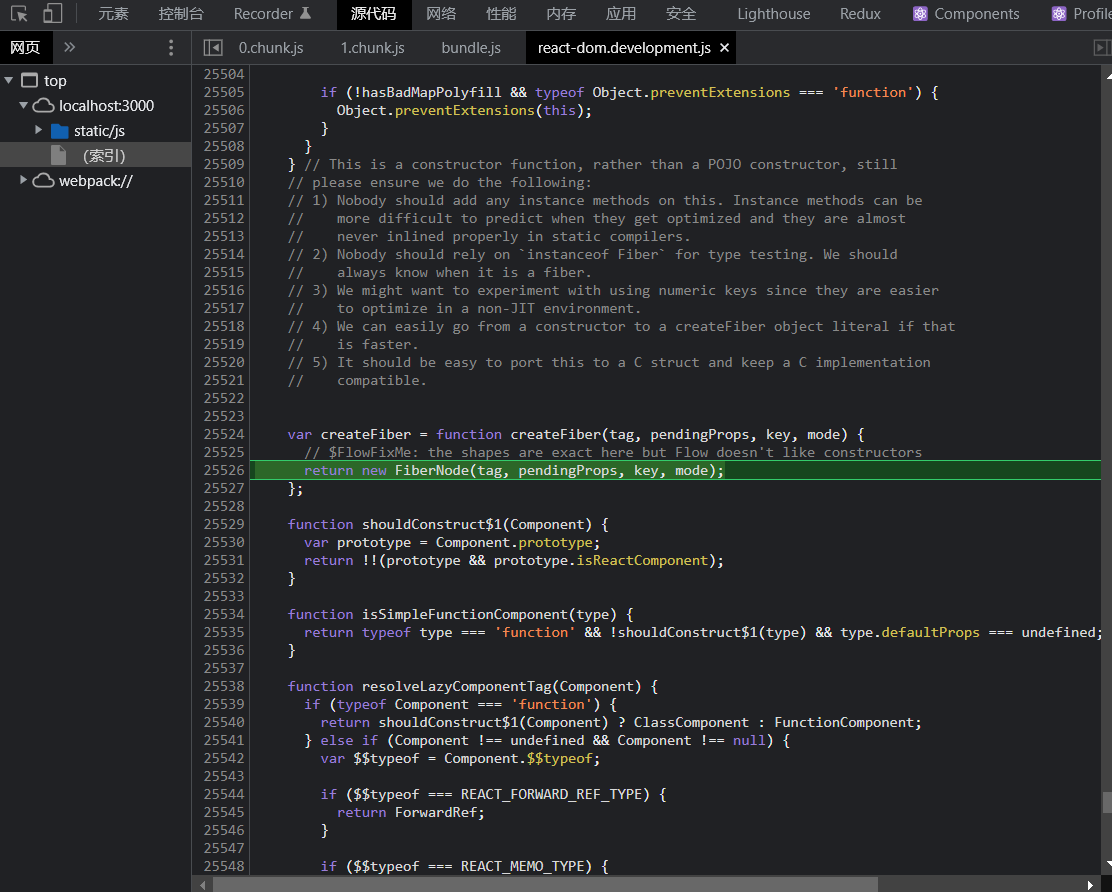 元素 控制台 Recorder 源代码 网络 性能 内存 应用 安全 Lighthouse Redux Components Profile
网页 » 0.chunk.js 1.chunk.js bundle.js react-dom.development.js ×
top
localhost:3000
static/js
(索引)
webpack://
25504
25505 if (!hasBadMapPolyfill && typeof Object.preventExtensions === 'function') {
25506 Object.preventExtensions(this);
25507 }
25508 }
25509 } // This is a constructor function, rather than a POJO constructor, still
25510 // please ensure we do the following:
25511 // 1) Nobody should add any instance methods on this. Instance methods can be
25512 // more difficult to predict when they get optimized and they are almost
25513 // never inlined properly in static compilers.
25514 // 2) Nobody should rely on `instanceof Fiber` for type testing. We should
25515 // always know when it is a fiber.
25516 // 3) We might want to experiment with using numeric keys since they are easier
25517 // to optimize in a non-JIT environment.
25518 // 4) We can easily go from a constructor to a createFiber object literal if that
25519 // is faster.
25520 // 5) It should be easy to port this to a C struct and keep a C implementation
25521 // compatible.
25522
25523
25524 var createFiber = function createFiber(tag, pendingProps, key, mode) {
25525 // $FlowFixMe: the shapes are exact here but Flow doesn't like constructors
25526 return new FiberNode(tag, pendingProps, key, mode);
25527 };
25528
25529 function shouldConstruct$1(Component) {
25530 var prototype = Component.prototype;
25531 return !!(prototype && prototype.isReactComponent);
25532 }
25533
25534 function isSimpleFunctionComponent(type) {
25535 return typeof type === 'function' && !shouldConstruct$1(type) && type.defaultProps === undefined;
25536 }
25537
25538 function resolveLazyComponentTag(Component) {
25539 if (typeof Component === 'function') {
25540 return shouldConstruct$1(Component) ? ClassComponent : FunctionComponent;
25541 } else if (Component !== undefined && Component !== null) {
25542 var $$typeof = Component.$$typeof;
25543
25544 if ($$typeof === REACT_FORWARD_REF_TYPE) {
25545 return ForwardRef;
25546 }
25547
25548 if ($$typeof === REACT_MEMO_TYPE) {